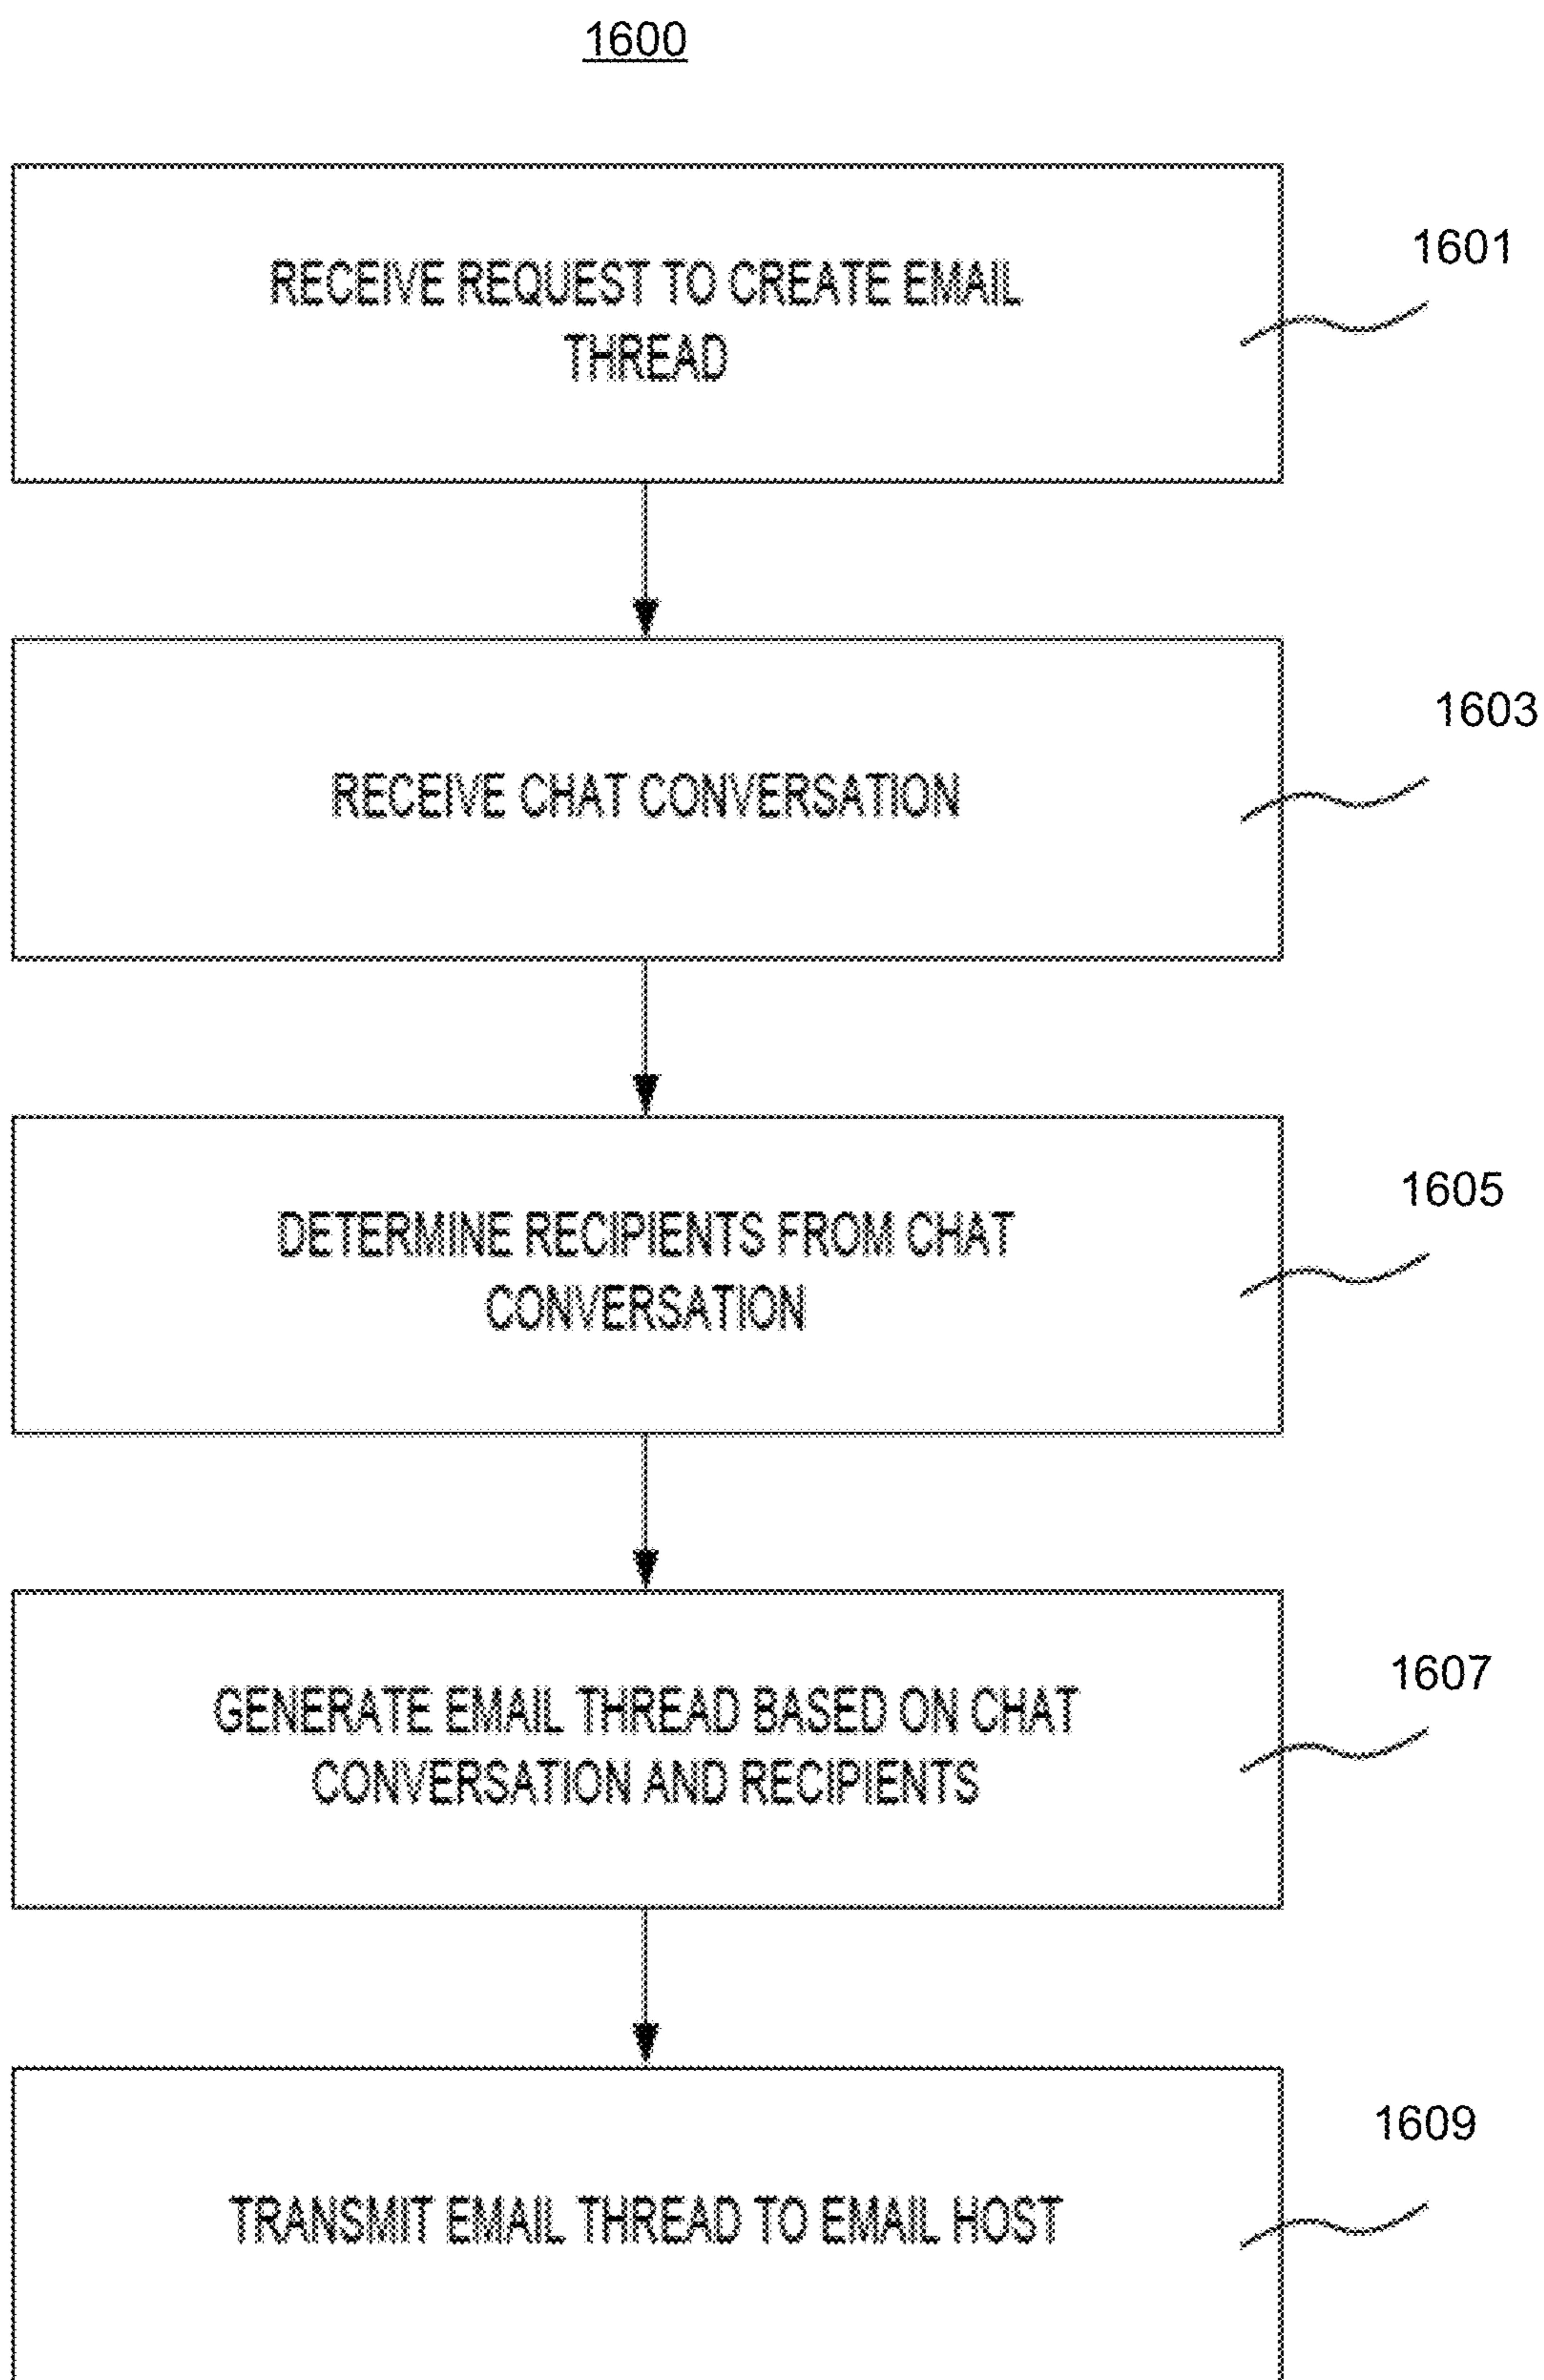 1600
RECEIVE REQUEST TO CREATE EMAIL
THREAD
1601
RECEIVE CHAT CONVERSATION
1603
DETERMINE RECIPIENTS FROM CHAT
CONVERSATION
1605
GENERATE EMAIL THREAD BASED ON CHAT
CONVERSATION AND RECIPIENTS
1607
TRANSMIT EMAIL THREAD TO EMAIL HOST
1609